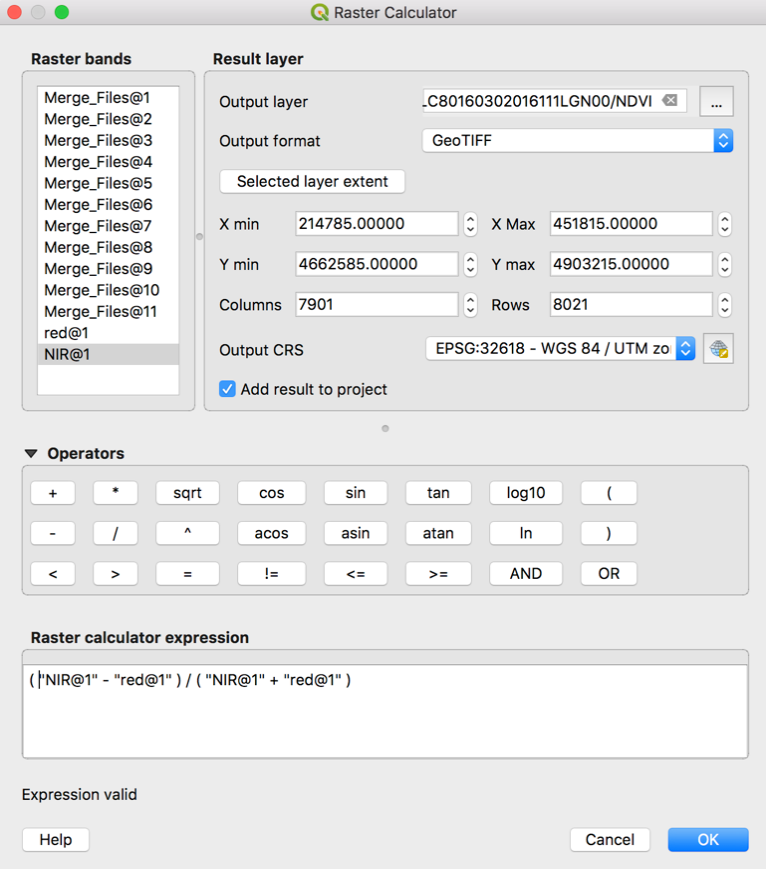 Raster Calculator
Raster bands
Merge_Files@1
Merge_Files@2
Merge_Files@3
Merge_Files@4
Merge_Files@5
Merge_Files@6
Merge_Files@7
Merge_Files@8
Merge_Files@9
Merge_Files@10
Merge_Files@11
red@1
NIR@1
Result layer
Output layer _C80160302016111LGN00/NDVI ...
Output format GeoTIFF
Selected layer extent
X min 214785.00000 X Max 451815.00000
Y min 4662585.00000 Y max 4903215.00000
Columns 7901 Rows 8021
Output CRS EPSG:32618 - WGS 84 / UTM zo
Add result to project
Operators
+ * sqrt cos sin tan log10 (
- / ^ acos asin atan ln )
< > = != <= >= AND OR
Raster calculator expression
( "NIR@1" - "red@1" ) / ( "NIR@1" + "red@1" )
Expression valid
Help Cancel OK